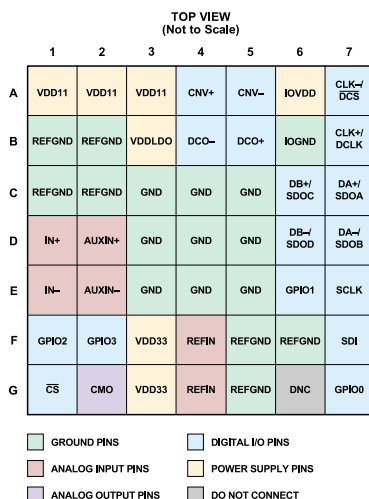 TOP VIEW
(Not to Scale)
1 2 3 4 5 6 7
A VDD11 VDD11 VDD11 CNV+ CNV– IOVDD CLK–/DCS
B REFGND REFGND VDDLDO DCO– DCO+ IOGND CLK+/DCLK
C REFGND REFGND GND GND GND DB+/SDOC DA+/SDOA
D IN+ AUXIN+ GND GND GND DB–/SDOD DA–/SDOB
E IN– AUXIN– GND GND GND GPIO1 SCLK
F GPIO2 GPIO3 VDD33 REFIN REFGND REFGND SDI
G CS CMO VDD33 REFIN REFGND DNC GPIO0
GROUND PINS DIGITAL I/O PINS
ANALOG INPUT PINS POWER SUPPLY PINS
ANALOG OUTPUT PINS DO NOT CONNECT